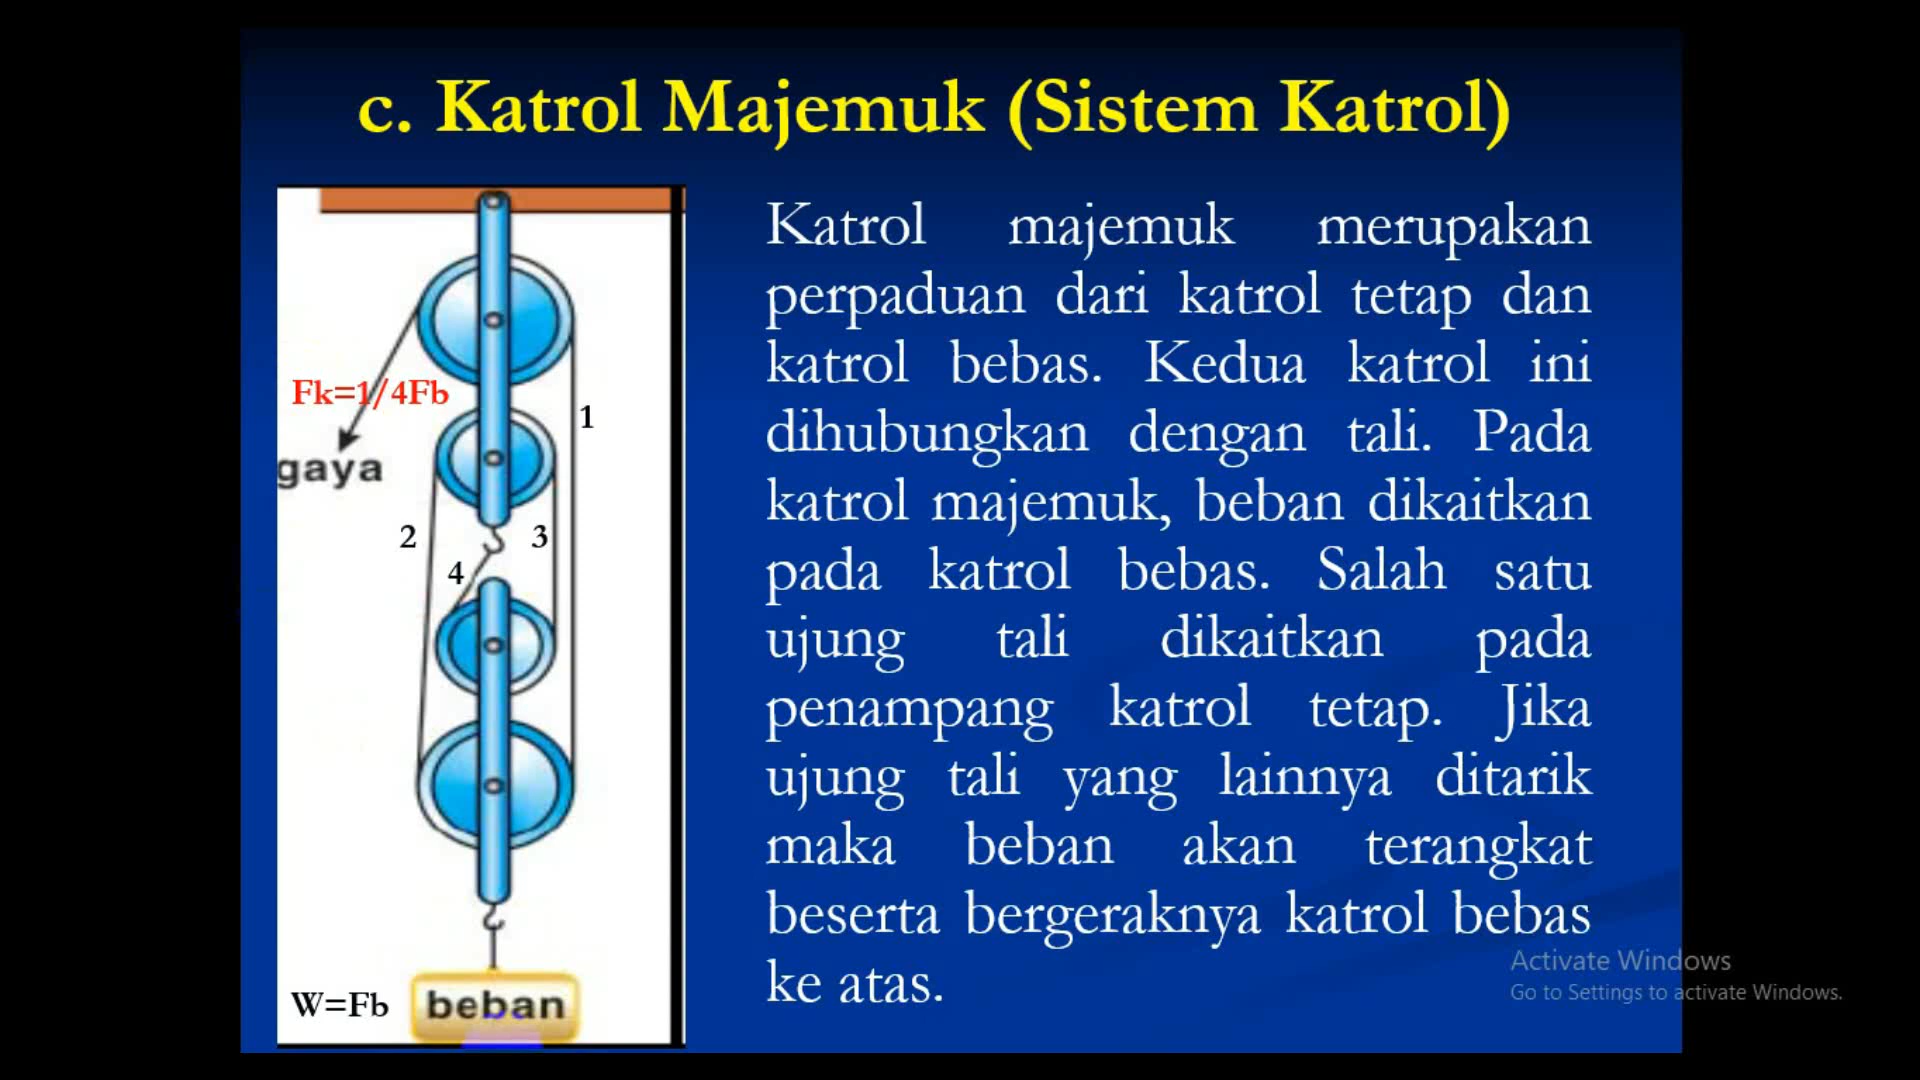 c. Katrol Majemuk (Sistem Katrol)
Fk=1/4Fb
gaya
1
2
3
4
W=Fb
beban
Katrol majemuk merupakan
perpaduan dari katrol tetap dan
katrol bebas. Kedua katrol ini
dihubungkan dengan tali. Pada
katrol majemuk, beban dikaitkan
pada katrol bebas. Salah satu
ujung tali dikaitkan pada
penampang katrol tetap. Jika
ujung tali yang lainnya ditarik
maka beban akan terangkat
beserta bergeraknya katrol bebas
ke atas.
Activate Windows
Go to Settings to activate Windows.